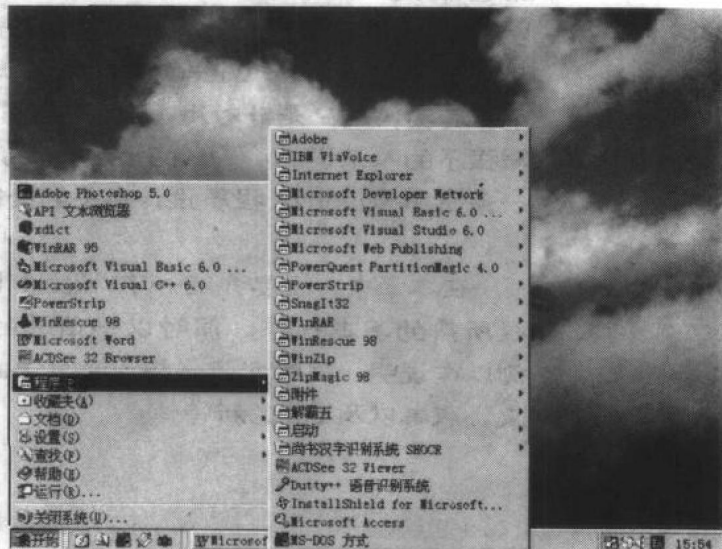 Adobe Photoshop 5.0
API 文本浏览器
xdict
WinRAR 95
Microsoft Visual Basic 6.0 ...
Microsoft Visual C++ 6.0
PowerStrip
WinRescue 98
Microsoft Word
ACDSee 32 Browser
程序(P)
收藏夹(A)
文档(D)
设置(S)
查找(F)
帮助(H)
运行(R)...
关闭系统(U)...
Adobe
IBM ViaVoice
Internet Explorer
Microsoft Developer Network
Microsoft Visual Basic 6.0 ...
Microsoft Visual Studio 6.0
Microsoft Web Publishing
PowerQuest PartitionMagic 4.0
PowerStrip
SnagIt32
WinRAR
WinRescue 98
WinZip
ZipMagic 98
附件
解霸五
启动
尚书汉字识别系统 SHOCR
ACDSee 32 Viewer
Dutty++ 语音识别系统
InstallShield for Microsoft...
Microsoft Access
MS-DOS 方式
开始
Microsof
15:54